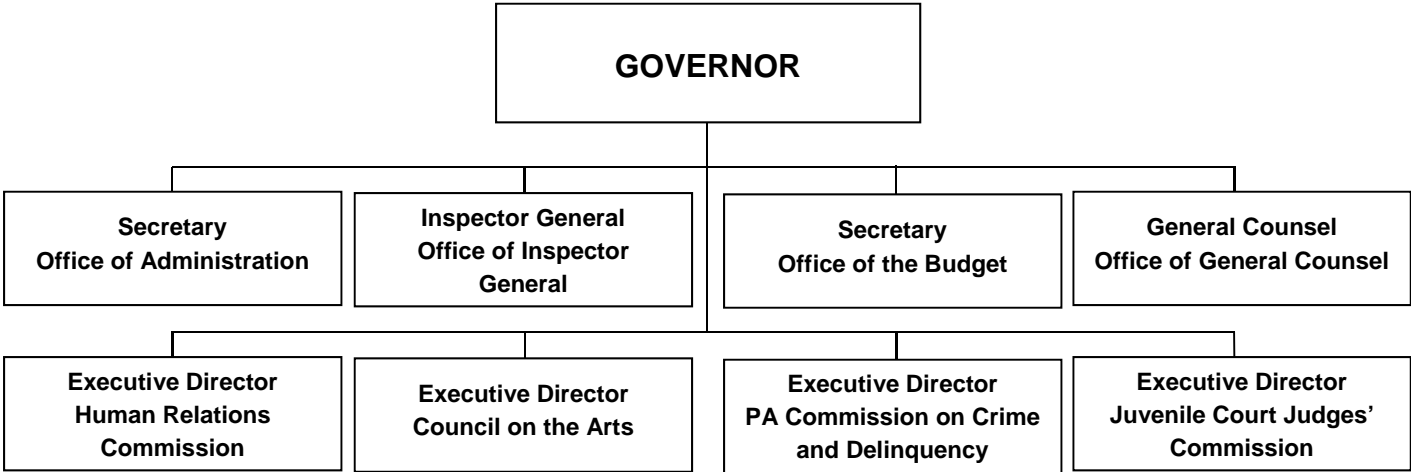 GOVERNOR
Secretary
Office of Administration
Inspector General
Office of Inspector
General
Secretary
Office of the Budget
General Counsel
Office of General Counsel
Executive Director
Human Relations
Commission
Executive Director
Council on the Arts
Executive Director
PA Commission on Crime
and Delinquency
Executive Director
Juvenile Court Judges’
Commission